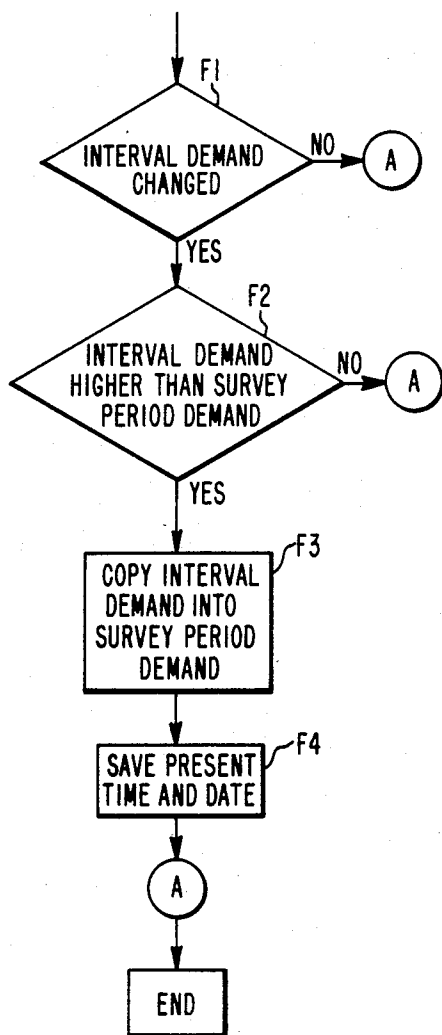 F1
INTERVAL DEMAND
CHANGED
NO
A
YES
F2
INTERVAL DEMAND
HIGHER THAN SURVEY
PERIOD DEMAND
NO
A
YES
F3
COPY INTERVAL
DEMAND INTO
SURVEY PERIOD
DEMAND
F4
SAVE PRESENT
TIME AND DATE
A
END